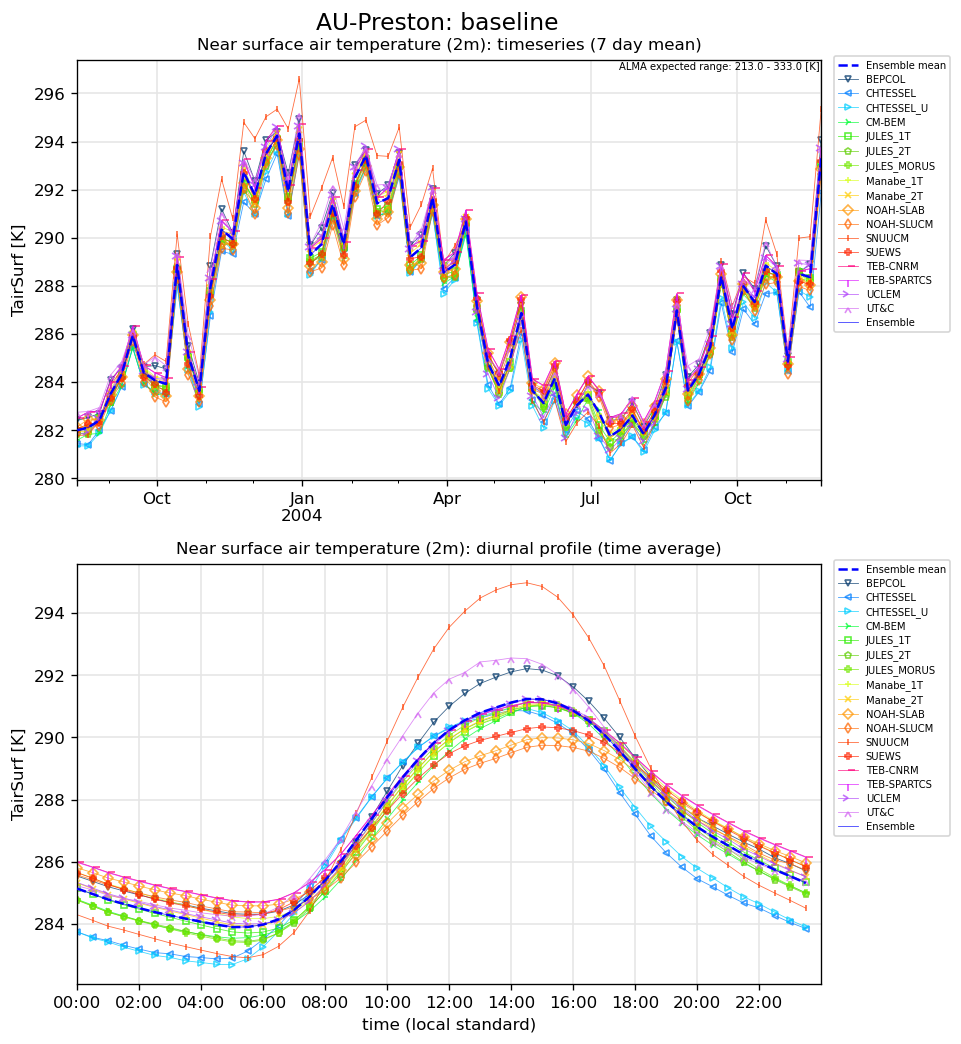 AU-Preston: baseline
Near surface air temperature (2m): timeseries (7 day mean)
ALMA expected range: 213.0 - 333.0 [K]
TairSurf [K]
296
294
292
290
288
286
284
282
280
Oct
Jan
2004
Apr
Jul
Oct
Ensemble mean
BEPCOL
CHTESSEL
CHTESSEL_U
CM-BEM
JULES_1T
JULES_2T
JULES_MORUS
Manabe_1T
Manabe_2T
NOAH-SLAB
NOAH-SLUCM
SNUUCM
SUEWS
TEB-CNRM
TEB-SPARTCS
UCLEM
UT&C
Ensemble
Near surface air temperature (2m): diurnal profile (time average)
TairSurf [K]
294
292
290
288
286
284
00:00
02:00
04:00
06:00
08:00
10:00
12:00
14:00
16:00
18:00
20:00
22:00
time (local standard)
Ensemble mean
BEPCOL
CHTESSEL
CHTESSEL_U
CM-BEM
JULES_1T
JULES_2T
JULES_MORUS
Manabe_1T
Manabe_2T
NOAH-SLAB
NOAH-SLUCM
SNUUCM
SUEWS
TEB-CNRM
TEB-SPARTCS
UCLEM
UT&C
Ensemble